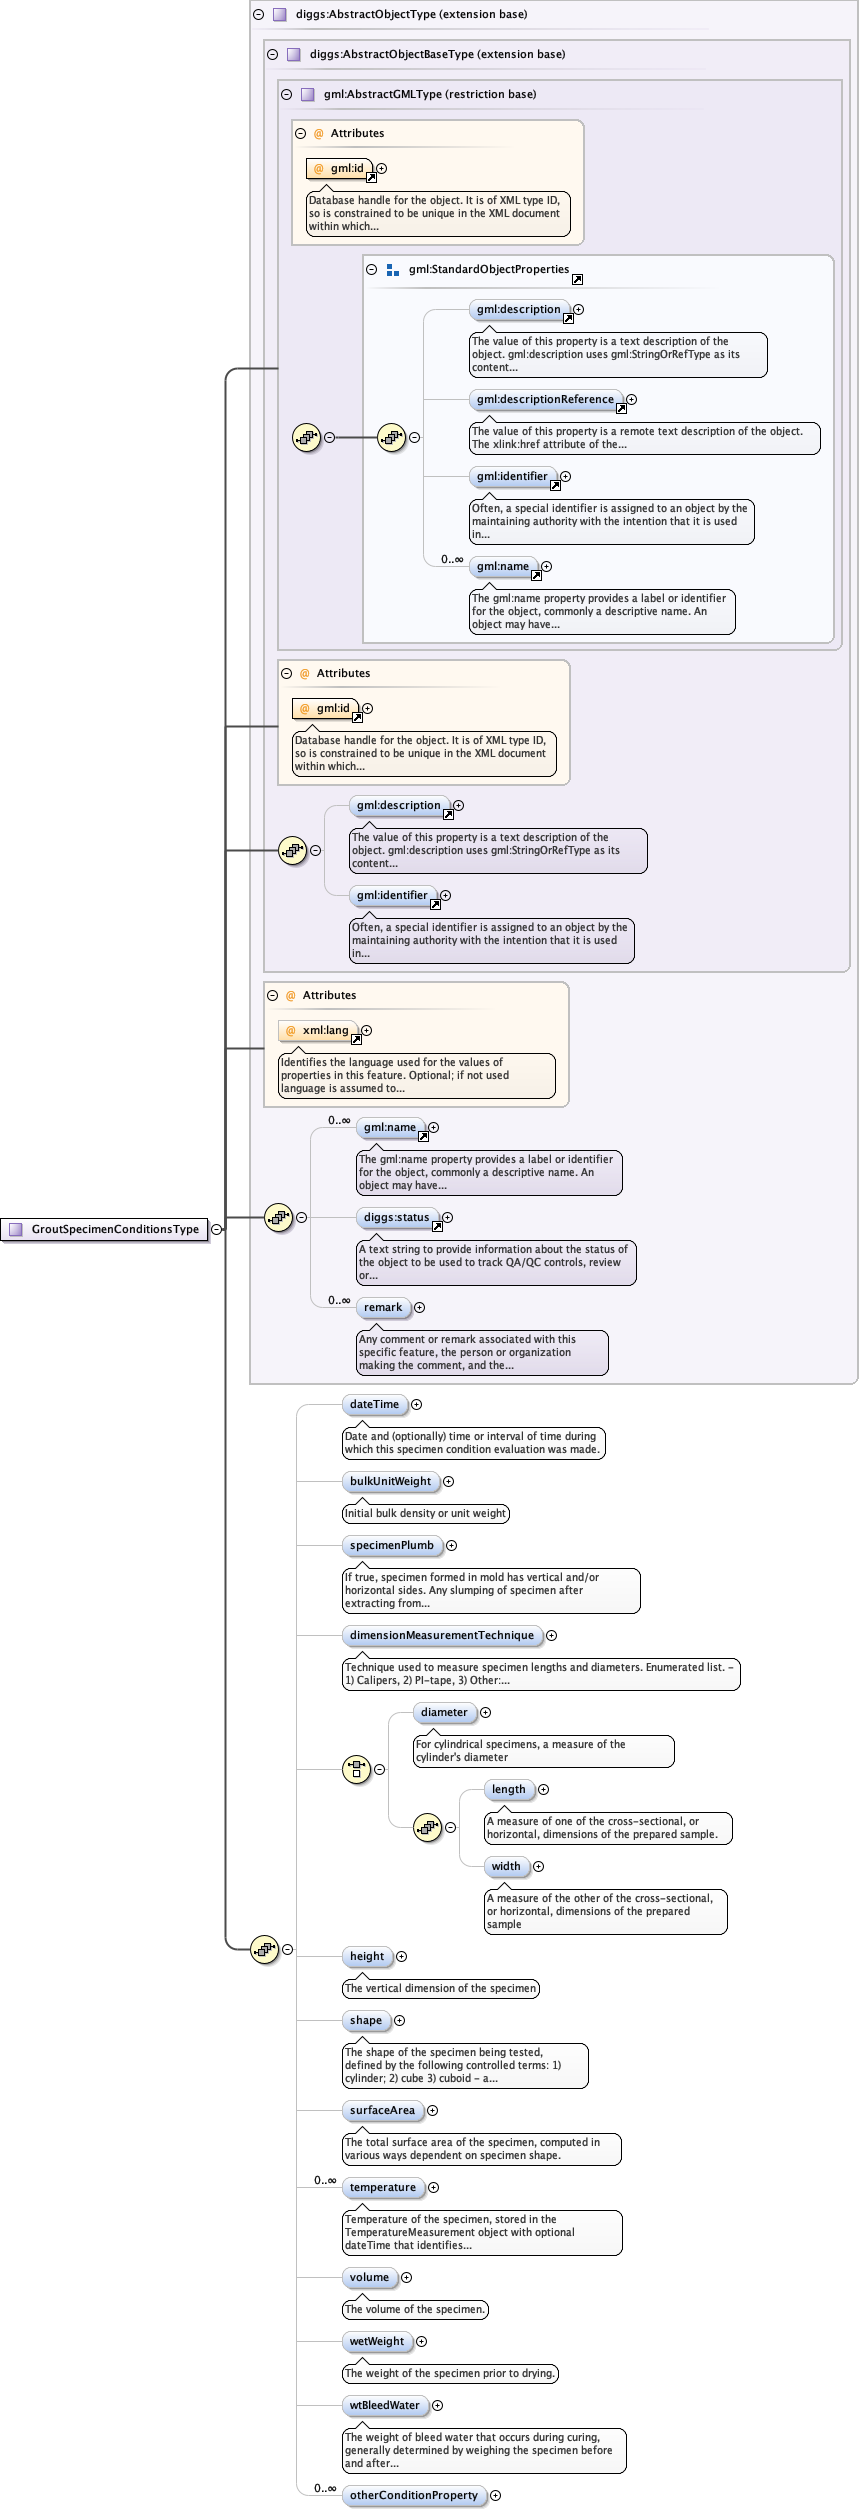 diggs:AbstractObjectType (extension base)
diggs:AbstractObjectBaseType (extension base)
gml:AbstractGMLType (restriction base)
@ Attributes
@ gml:id
Database handle for the object. It is of XML type ID,
so is constrained to be unique in the XML document
within which...
gml:StandardObjectProperties
gml:description
The value of this property is a text description of the
object. gml:description uses gml:StringOrRefType as its
content...
gml:descriptionReference
The value of this property is a remote text description of the object.
The xlink:href attribute of the...
gml:identifier
Often, a special identifier is assigned to an object by the
maintaining authority with the intention that it is used
in...
0..∞
gml:name
The gml:name property provides a label or identifier
for the object, commonly a descriptive name. An
object may have...
@ Attributes
@ gml:id
Database handle for the object. It is of XML type ID,
so is constrained to be unique in the XML document
within which...
gml:description
The value of this property is a text description of the
object. gml:description uses gml:StringOrRefType as its
content...
gml:identifier
Often, a special identifier is assigned to an object by the
maintaining authority with the intention that it is used
in...
@ Attributes
@ xml:lang
Identifies the language used for the values of
properties in this feature. Optional; if not used
language is assumed to...
0..∞
gml:name
The gml:name property provides a label or identifier
for the object, commonly a descriptive name. An
object may have...
diggs:status
A text string to provide information about the status of
the object to be used to track QA/QC controls, review
or...
GroutSpecimenConditionsType
0..∞
remark
Any comment or remark associated with this
specific feature, the person or organization
making the comment, and the...
dateTime
Date and (optionally) time or interval of time during
which this specimen condition evaluation was made.
bulkUnitWeight
Initial bulk density or unit weight
specimenPlumb
If true, specimen formed in mold has vertical and/or
horizontal sides. Any slumping of specimen after
extracting from...
dimensionMeasurementTechnique
Technique used to measure specimen lengths and diameters. Enumerated list. -
1) Calipers, 2) PI-tape, 3) Other:...
diameter
For cylindrical specimens, a measure of the
cylinder's diameter
length
A measure of one of the cross-sectional, or
horizontal, dimensions of the prepared sample.
width
A measure of the other of the cross-sectional,
or horizontal, dimensions of the prepared
sample
height
The vertical dimension of the specimen
shape
The shape of the specimen being tested,
defined by the following controlled terms: 1)
cylinder; 2) cube 3) cuboid - a...
surfaceArea
The total surface area of the specimen, computed in
various ways dependent on specimen shape.
0..∞
temperature
Temperature of the specimen, stored in the
TemperatureMeasurement object with optional
dateTime that identifies...
volume
The volume of the specimen.
wetWeight
The weight of the specimen prior to drying.
wtBleedWater
The weight of bleed water that occurs during curing,
generally determined by weighing the specimen before
and after...
0..∞
otherConditionProperty